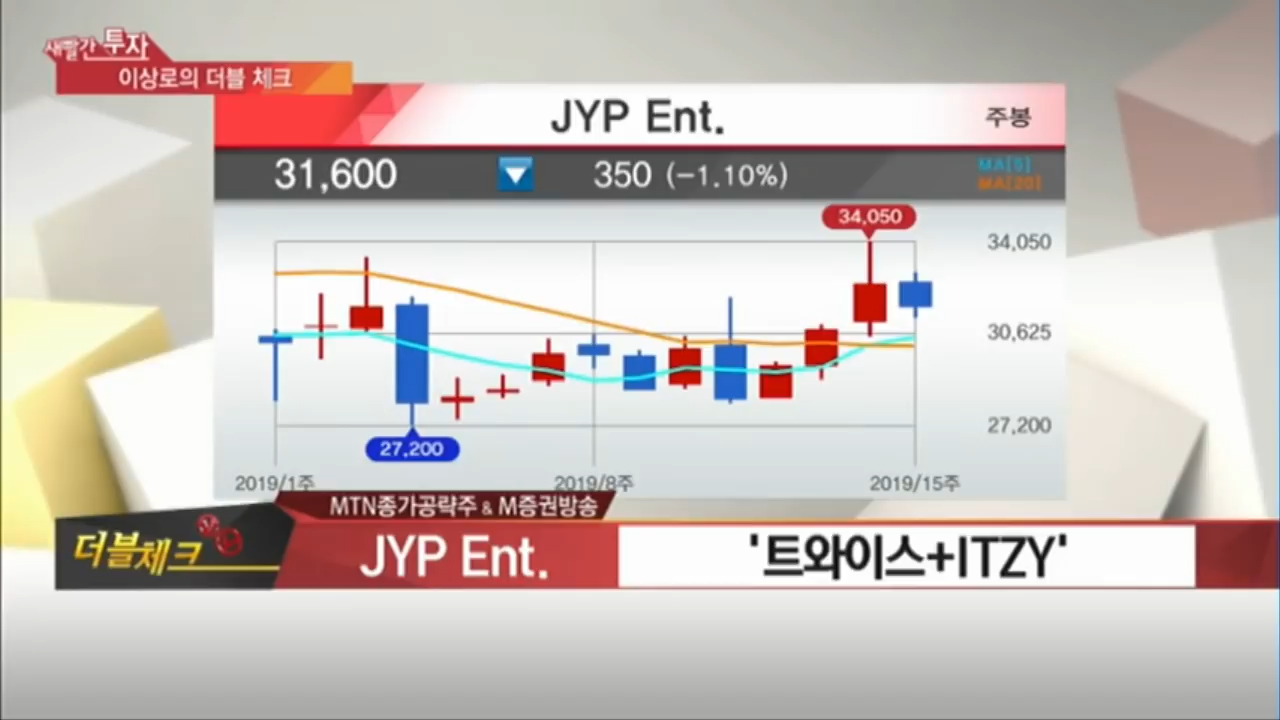 새빨간 투자
이상로의 더블 체크
JYP Ent.
주봉
31,600 ▼ 350 (-1.10%)
MA[5]
MA[20]
34,050
34,050
30,625
27,200
27,200
2019/1주 2019/8주 2019/15주
MTN종가공략주 & M증권방송
더블체크
JYP Ent.
'트와이스+ITZY'